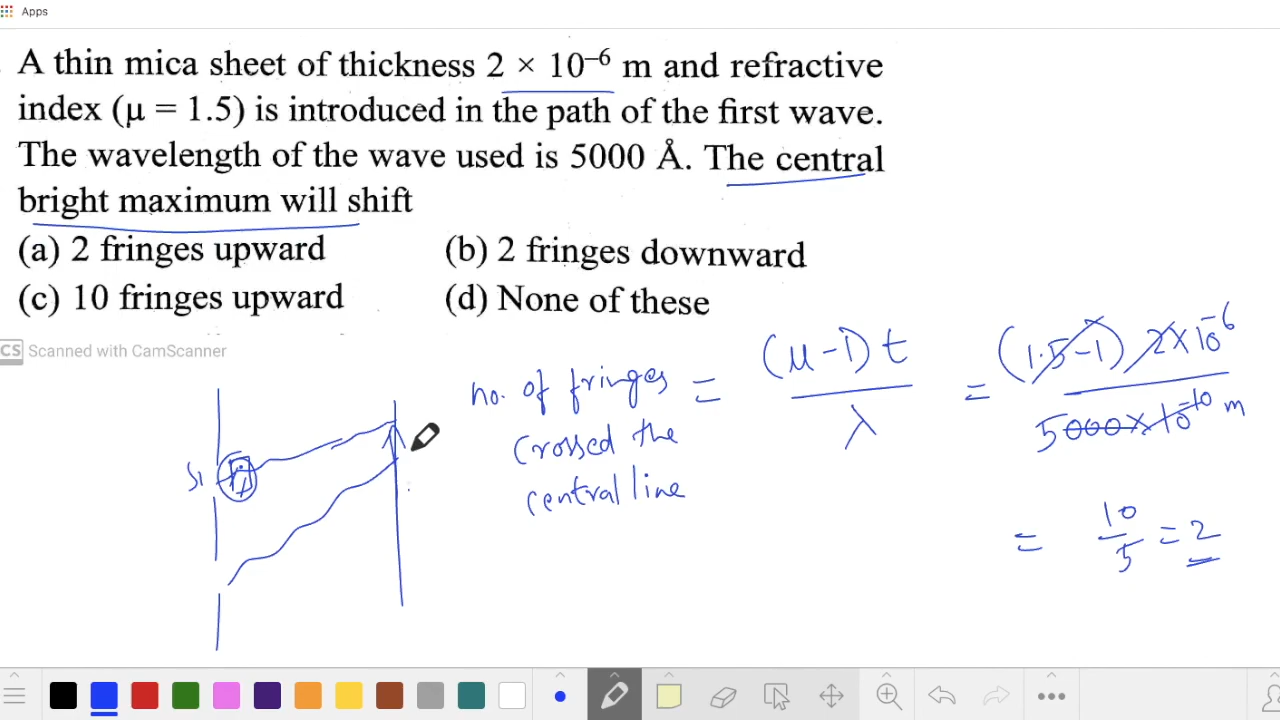 Apps
A thin mica sheet of thickness 2 × 10⁻⁶ m and refractive
index (μ = 1.5) is introduced in the path of the first wave.
The wavelength of the wave used is 5000 Å. The central
bright maximum will shift
(a) 2 fringes upward (b) 2 fringes downward
(c) 10 fringes upward (d) None of these
CS Scanned with CamScanner
no. of fringes crossed the central line = (μ-1)t / λ = (1.5-1) 2×10⁻⁶ / 5000×10⁻¹⁰ m
S1
= 10/5 = 2